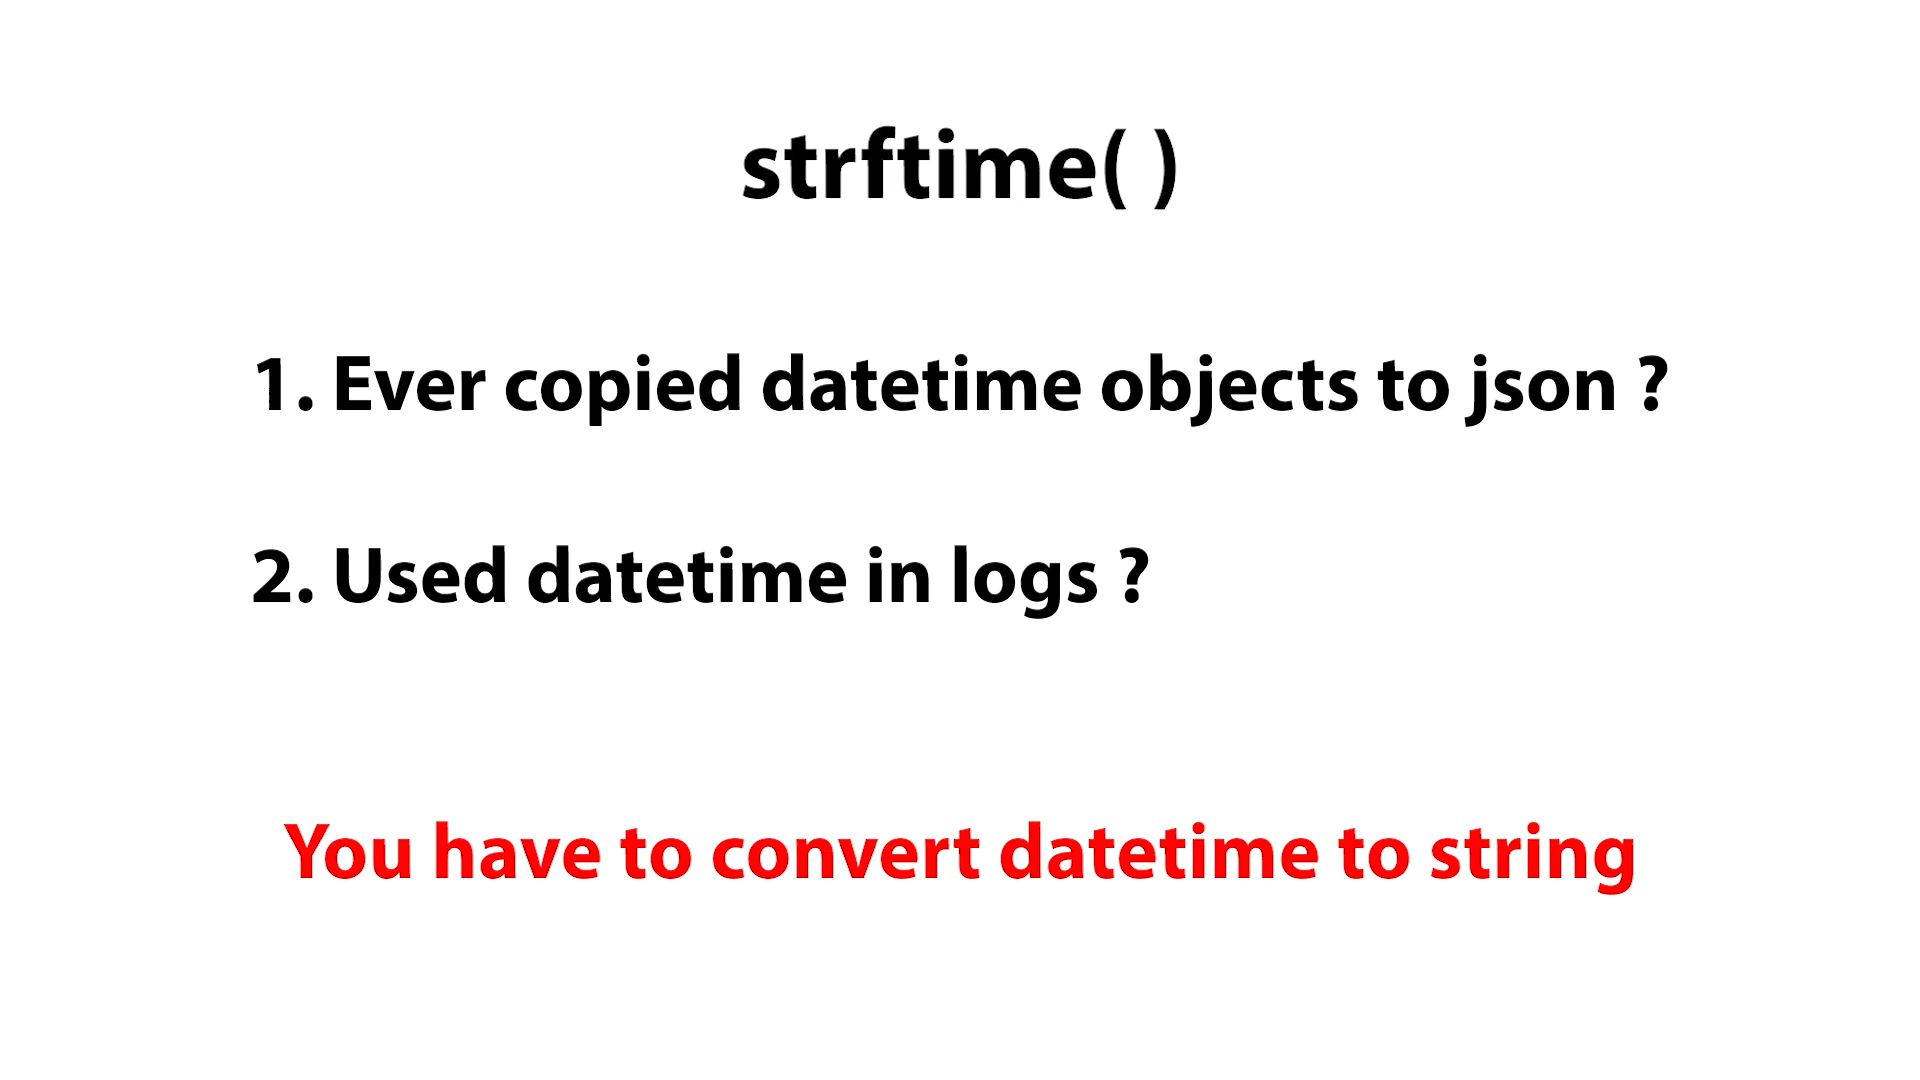 strftime( )
1. Ever copied datetime objects to json ?
2. Used datetime in logs ?
You have to convert datetime to string